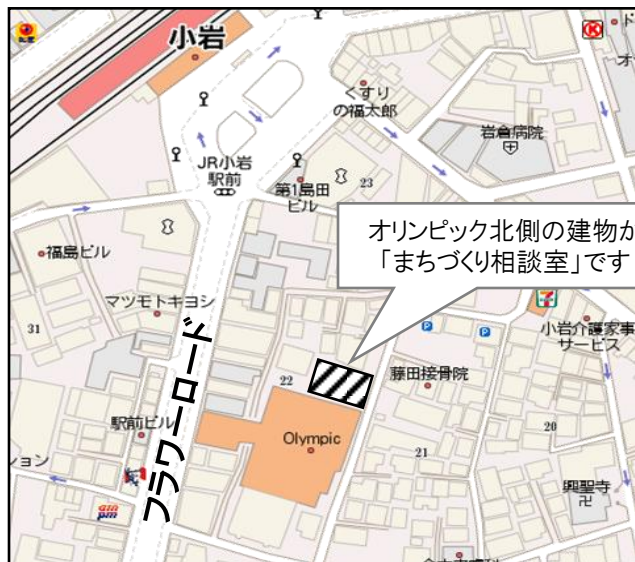 小岩
くすり
の福太郎
岩倉病院
JR小岩
駅前
第1島田
ビル
23
オリンピック北側の建物が
「まちづくり相談室」です
福島ビル
マツモトキヨシ
31
フラワーロード
小岩介護家事
サービス
22
藤田接骨院
駅前ビル
Olympic
21
20
ション
興聖寺